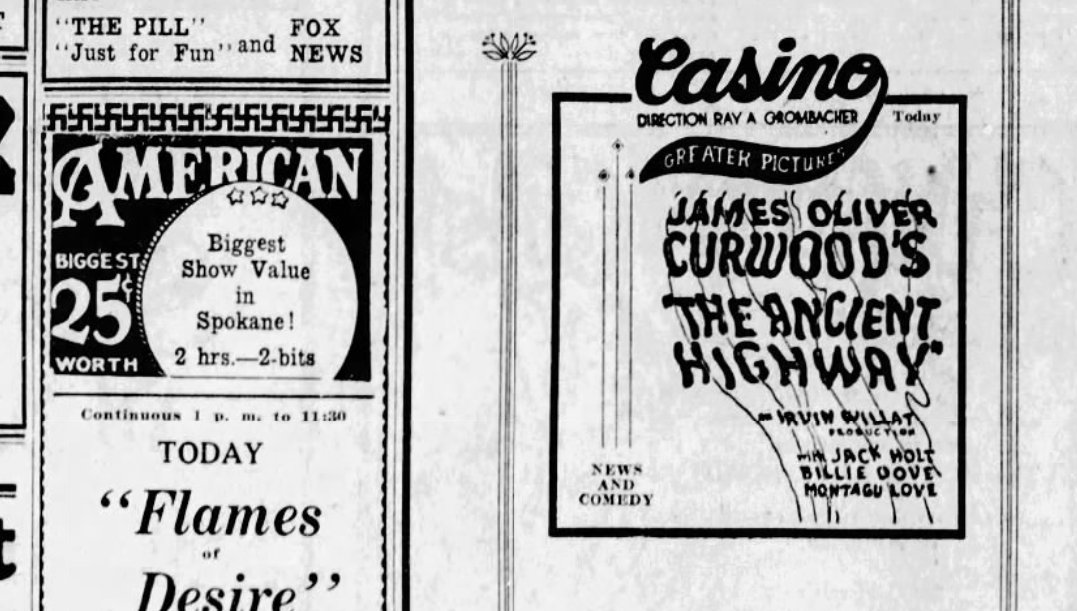 "THE PILL" FOX
"Just for Fun" and NEWS
AMERICAN
Biggest
Show Value
in
Spokane!
2 hrs.—2-bits
BIGGEST
25¢
WORTH
Continuous 1 p. m. to 11:30
TODAY
"Flames
of
Desire"
Casino
DIRECTION RAY A GROMBACHER
Today
GREATER PICTURES
JAMES OLIVER
CURWOOD'S
"THE ANCIENT
HIGHWAY"
IRVIN WILLAT
PRODUCTION
WITH JACK HOLT
BILLIE DOVE
MONTAGU LOVE
NEWS
AND
COMEDY